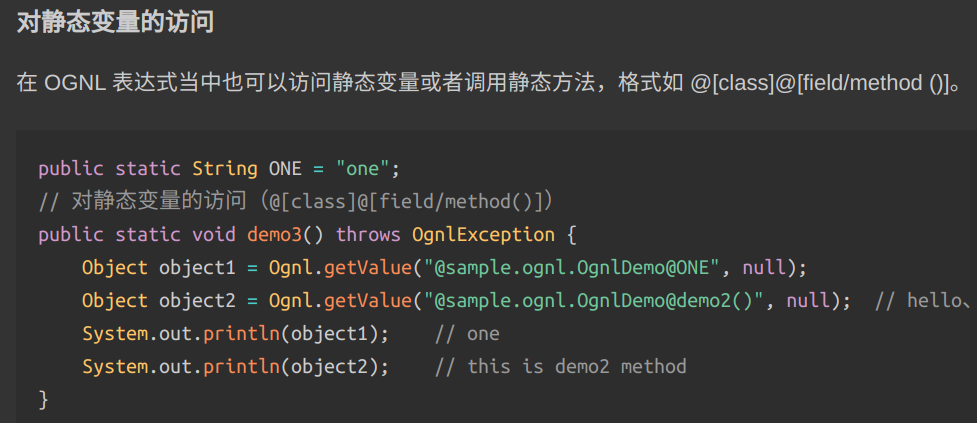 对静态变量的访问
在 OGNL 表达式当中也可以访问静态变量或者调用静态方法，格式如 @[class]@[field/method ()]。
public static String ONE = "one";
// 对静态变量的访问（@[class]@[field/method()]）
public static void demo3() throws OgnlException {
    Object object1 = Ognl.getValue("@sample.ognl.OgnlDemo@ONE", null);
    Object object2 = Ognl.getValue("@sample.ognl.OgnlDemo@demo2()", null);  // hello、
    System.out.println(object1);    // one
    System.out.println(object2);    // this is demo2 method
}